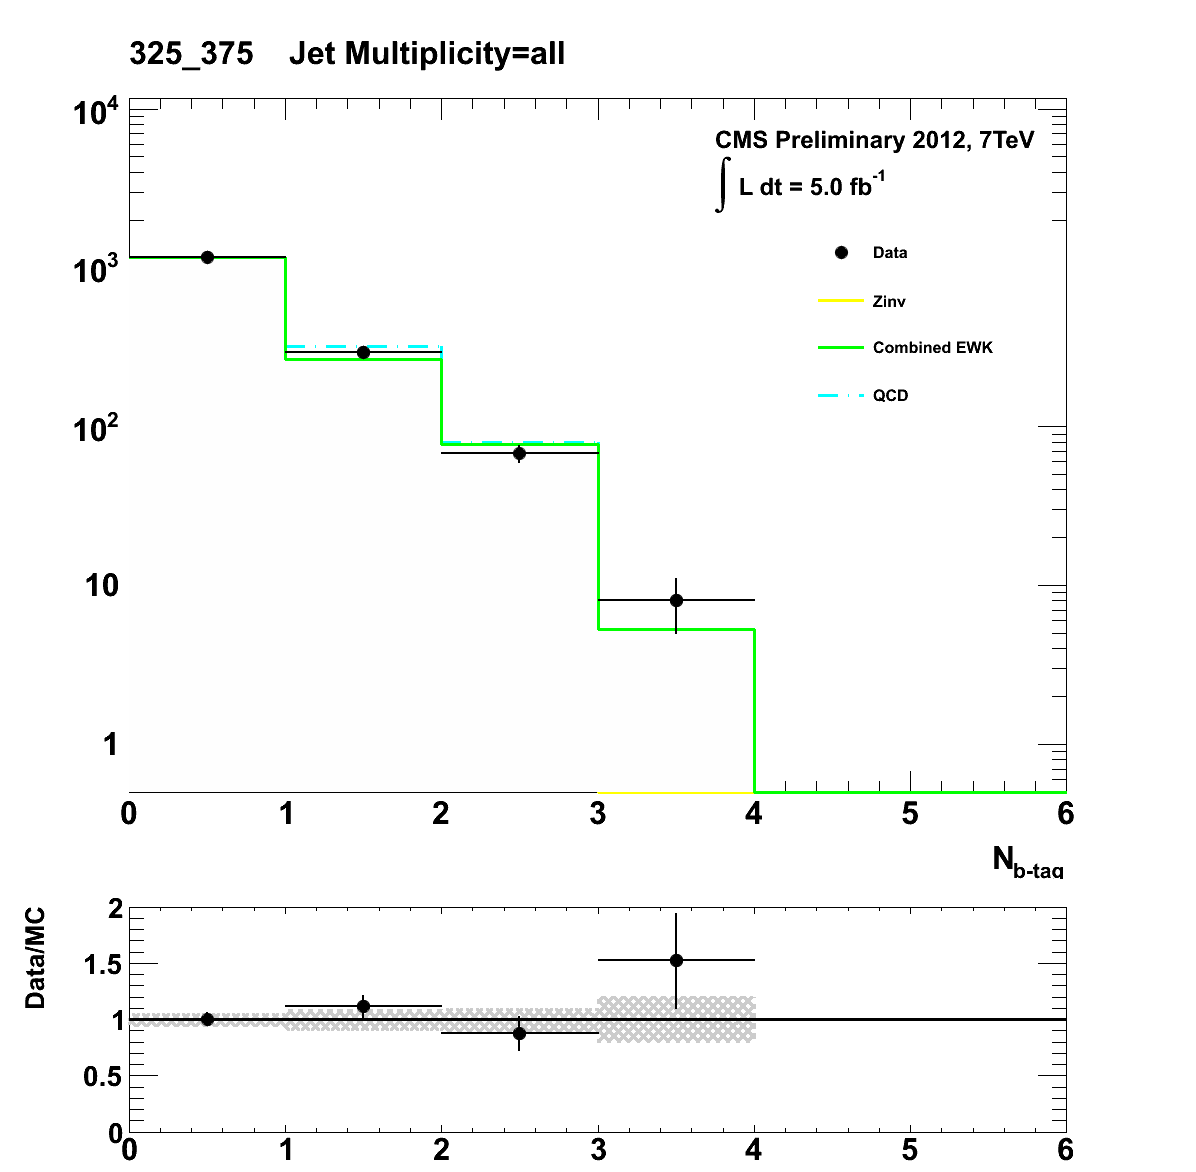 325_375 Jet Multiplicity=all
10^4
CMS Preliminary 2012, 7TeV
∫ L dt = 5.0 fb^-1
Data
10^3
Zinv
Combined EWK
QCD
10^2
10
1
0 1 2 3 4 5 6
N_b-tag
Data/MC
2
1.5
1
0.5
0
0 1 2 3 4 5 6